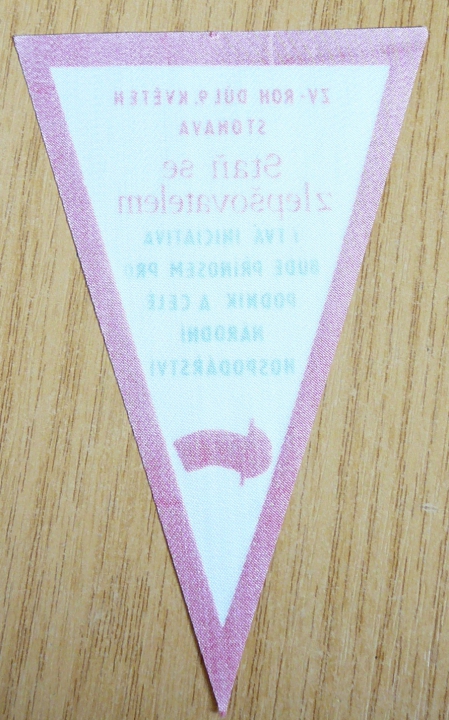 ZV-ROH DŮL 9. KVĚTEN
STONAVA
Staň se
zlepšovatelem
TVÁ INICIATIVA
BUDE PŘÍNOSEM PRO
PODNIK A CELÉ
NÁRODNÍ
HOSPODÁŘSTVÍ